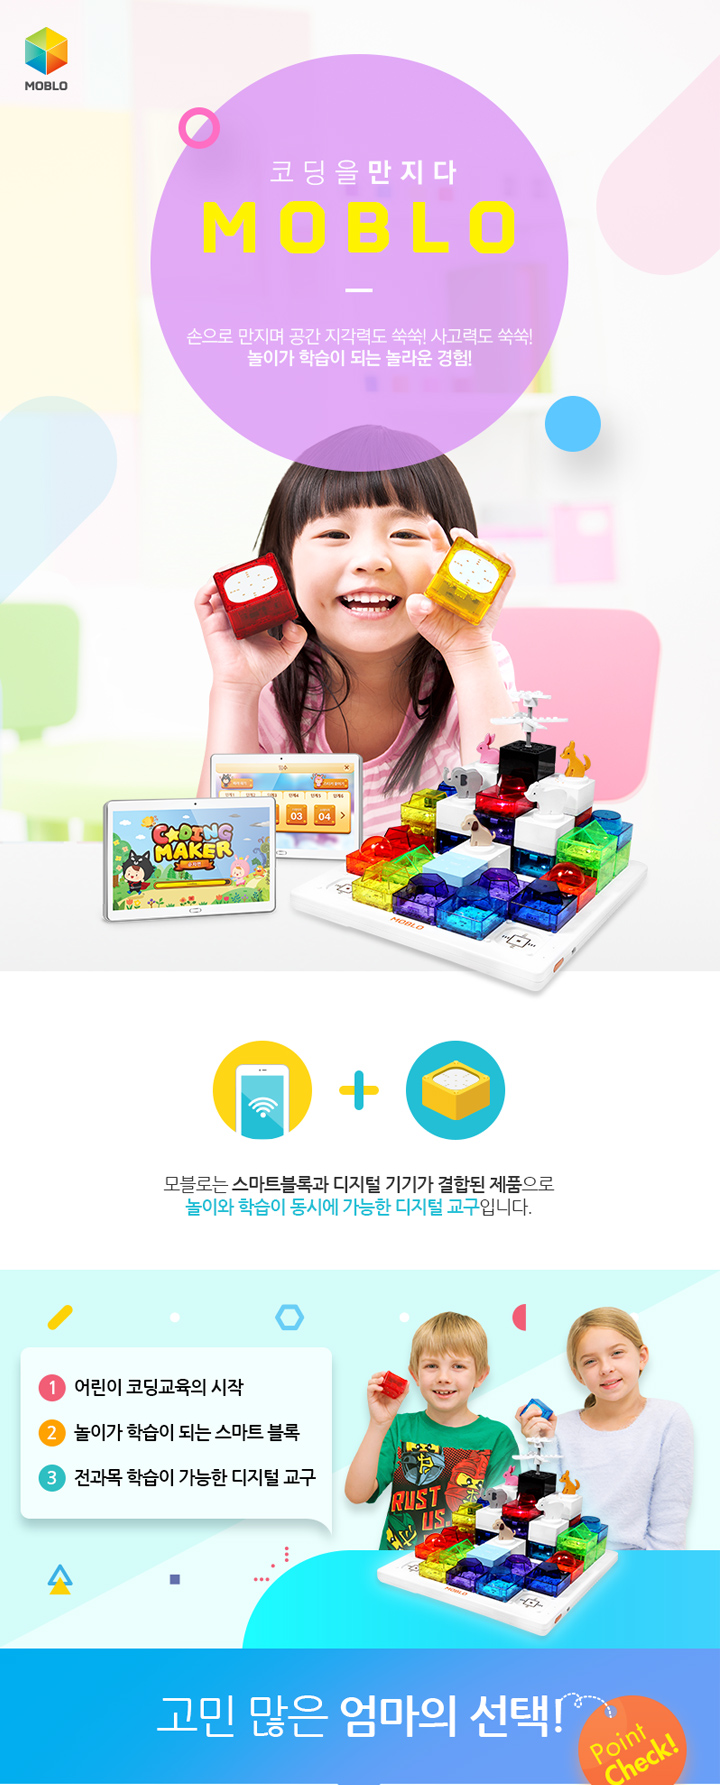 MOBLO
코딩을 만지다
MOBLO
손으로 만지며 공간 지각력도 쑥쑥! 사고력도 쑥쑥!
놀이가 학습이 되는 놀라운 경험!
CODING
MAKER
03
04
MOBLO
모블로는 스마트블록과 디지털 기기가 결합된 제품으로
놀이와 학습이 동시에 가능한 디지털 교구입니다.
1 어린이 코딩교육의 시작
2 놀이가 학습이 되는 스마트 블록
3 전과목 학습이 가능한 디지털 교구
RUST
US.
MOBLO
고민 많은 엄마의 선택!
Point
Check!